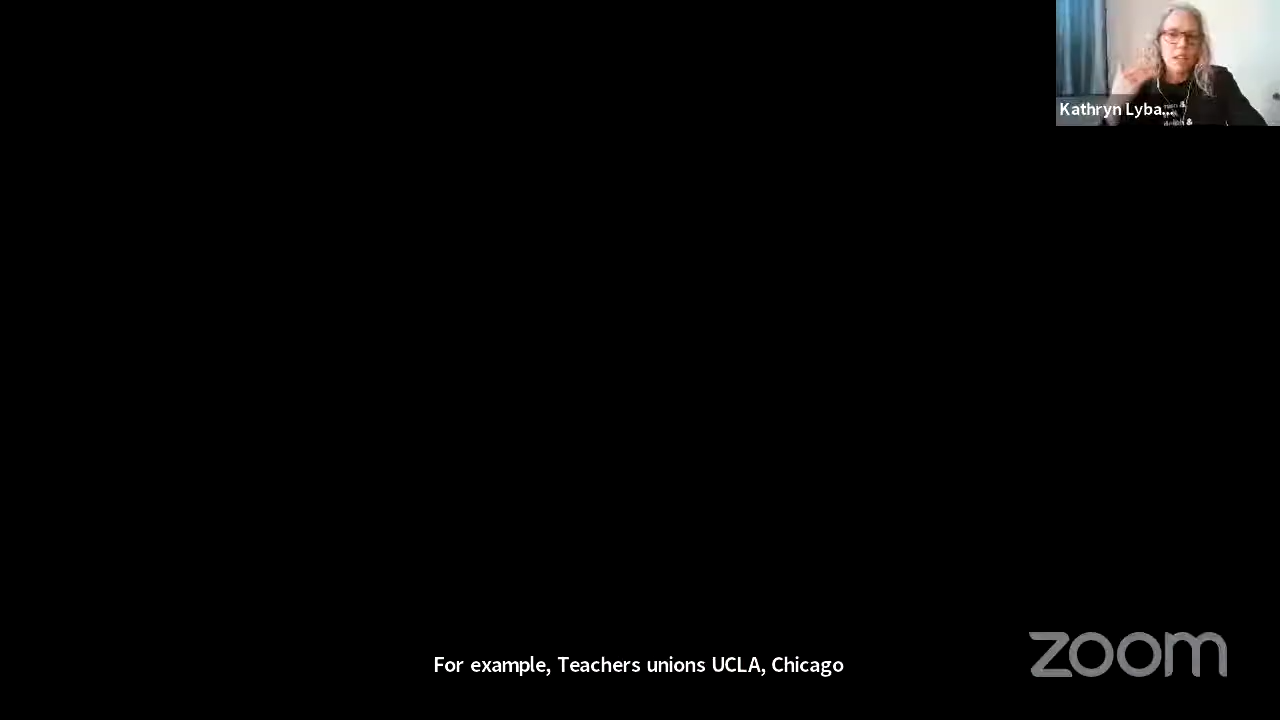 Kathryn Lyba...
For example, Teachers unions UCLA, Chicago
zoom